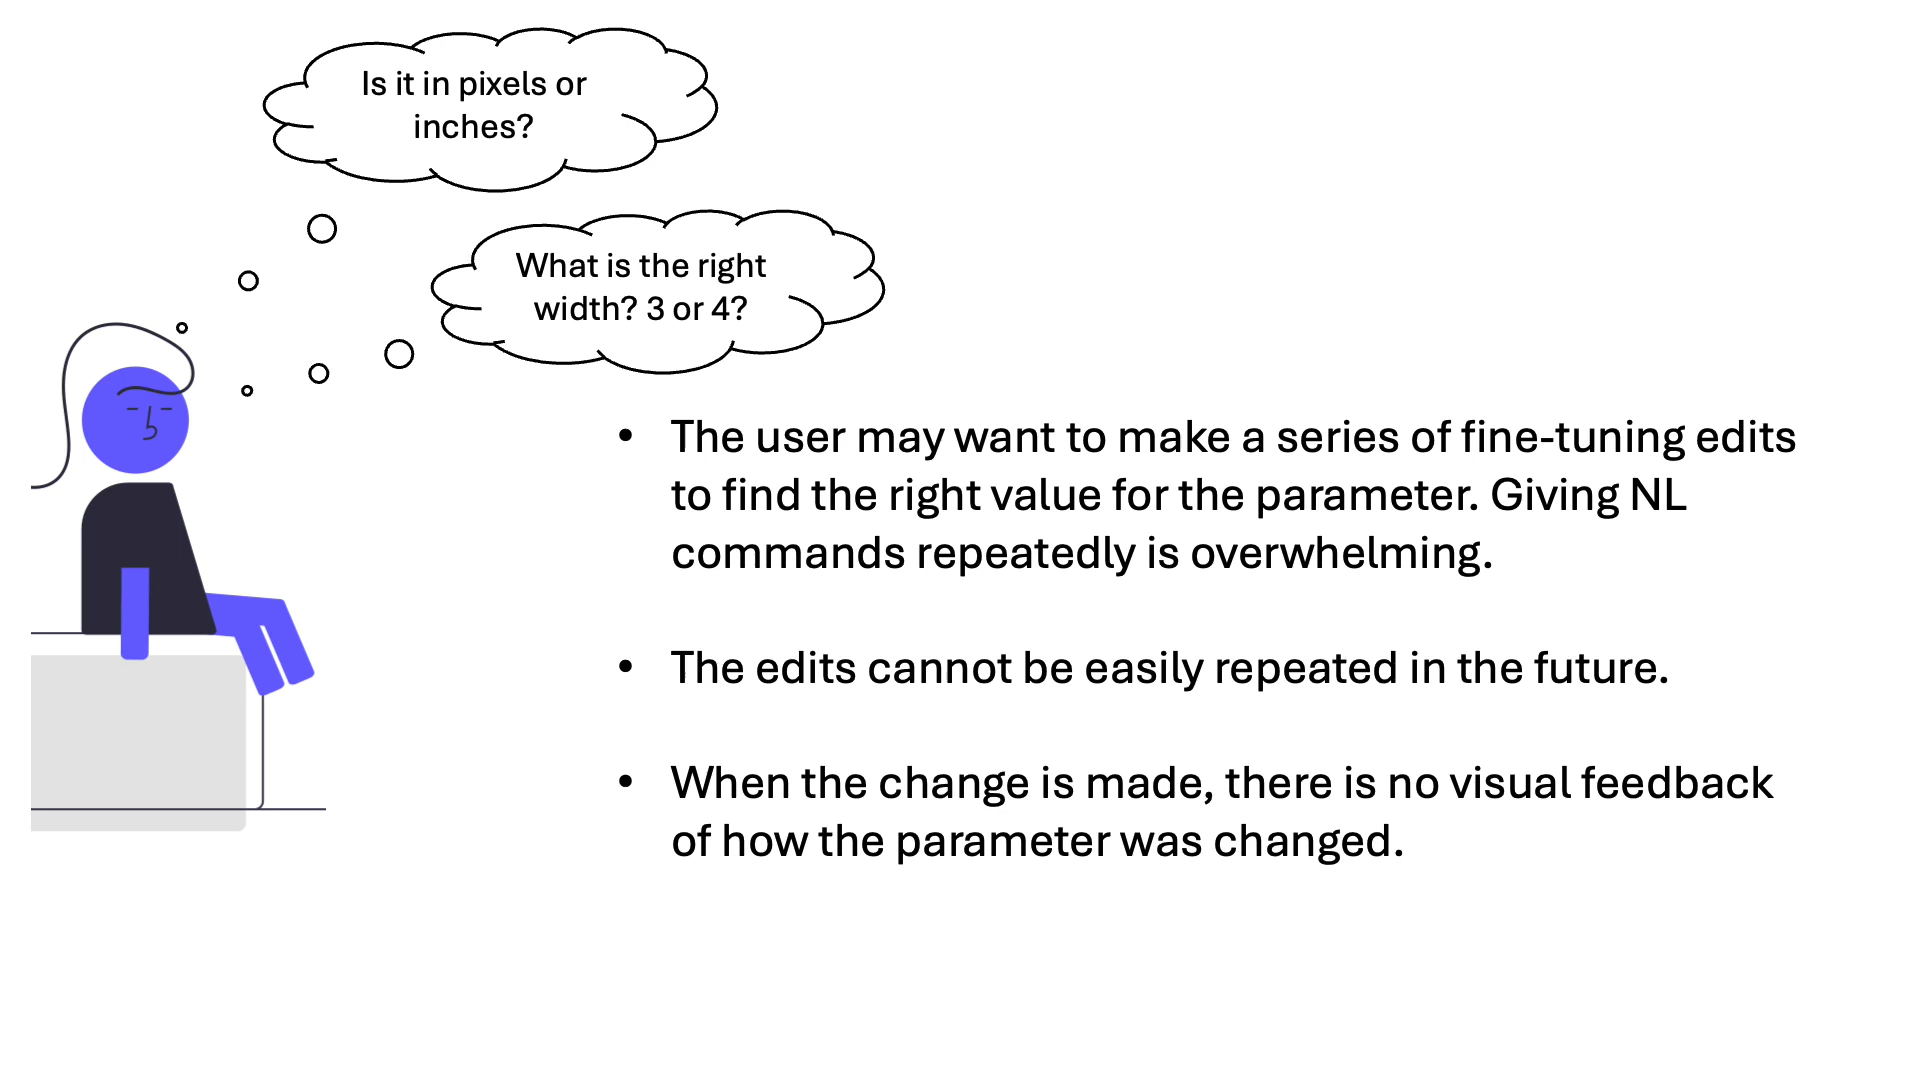 Is it in pixels or
inches?
What is the right
width? 3 or 4?
• The user may want to make a series of fine-tuning edits
to find the right value for the parameter. Giving NL
commands repeatedly is overwhelming.
• The edits cannot be easily repeated in the future.
• When the change is made, there is no visual feedback
of how the parameter was changed.